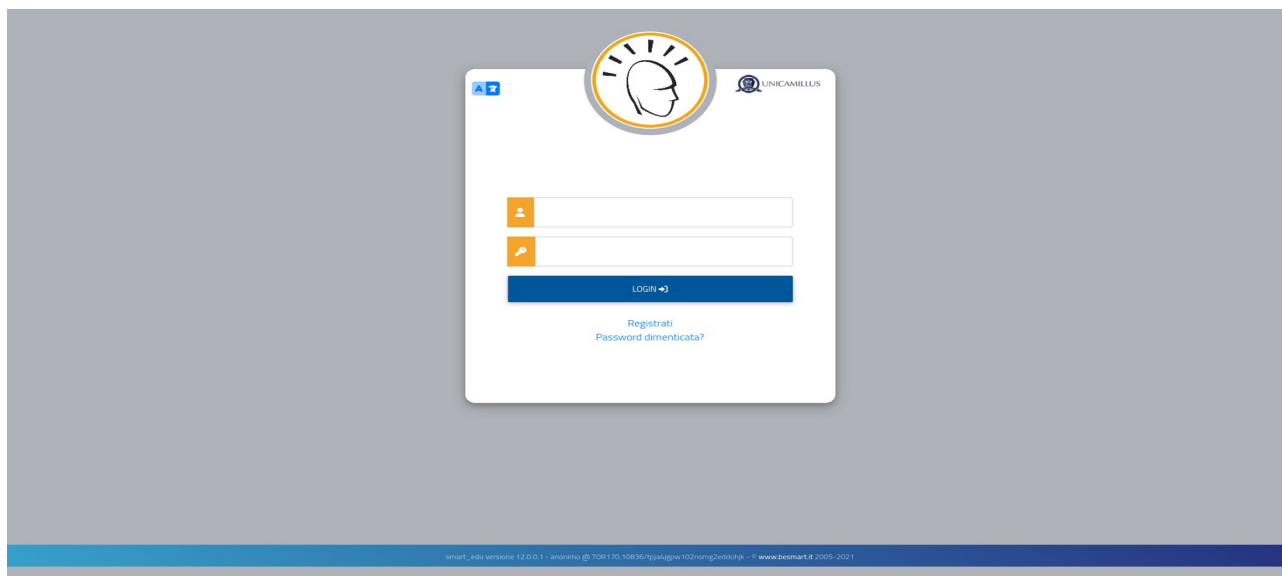 UNICAMILLUS
LOGIN
Registrati
Password dimenticata?
smart_edu versione 12.0.0.1 - anonimo @ TOR170.10836/ - © www.besmart.it 2005-2021